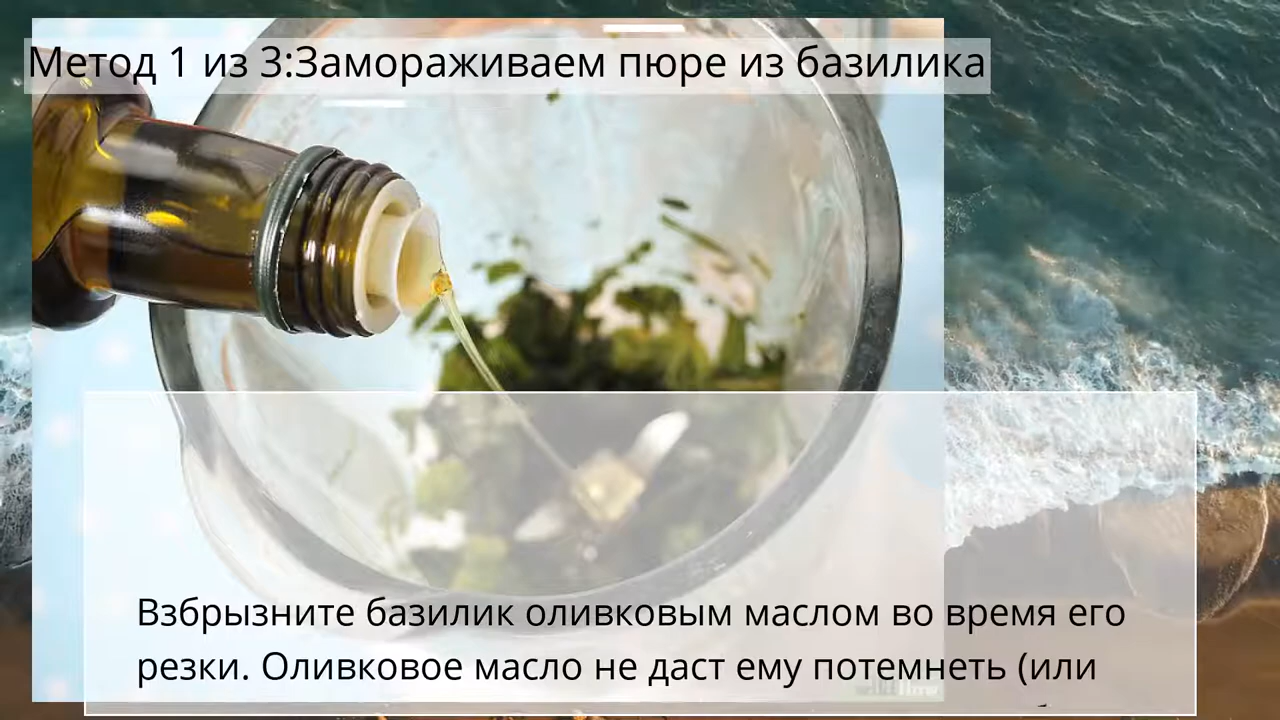 Метод 1 из 3:Замораживаем пюре из базилика
Взбрызните базилик оливковым маслом во время его
резки. Оливковое масло не даст ему потемнеть (или